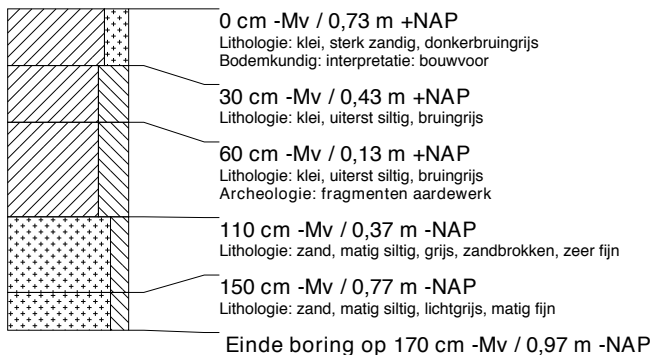 0 cm -Mv / 0,73 m +NAP
Lithologie: klei, sterk zandig, donkerbruingrijs
Bodemkundig: interpretatie: bouwvoor
30 cm -Mv / 0,43 m +NAP
Lithologie: klei, uiterst siltig, bruingrijs
60 cm -Mv / 0,13 m +NAP
Lithologie: klei, uiterst siltig, bruingrijs
Archeologie: fragmenten aardewerk
110 cm -Mv / 0,37 m -NAP
Lithologie: zand, matig siltig, grijs, zandbrokken, zeer fijn
150 cm -Mv / 0,77 m -NAP
Lithologie: zand, matig siltig, lichtgrijs, matig fijn
Einde boring op 170 cm -Mv / 0,97 m -NAP